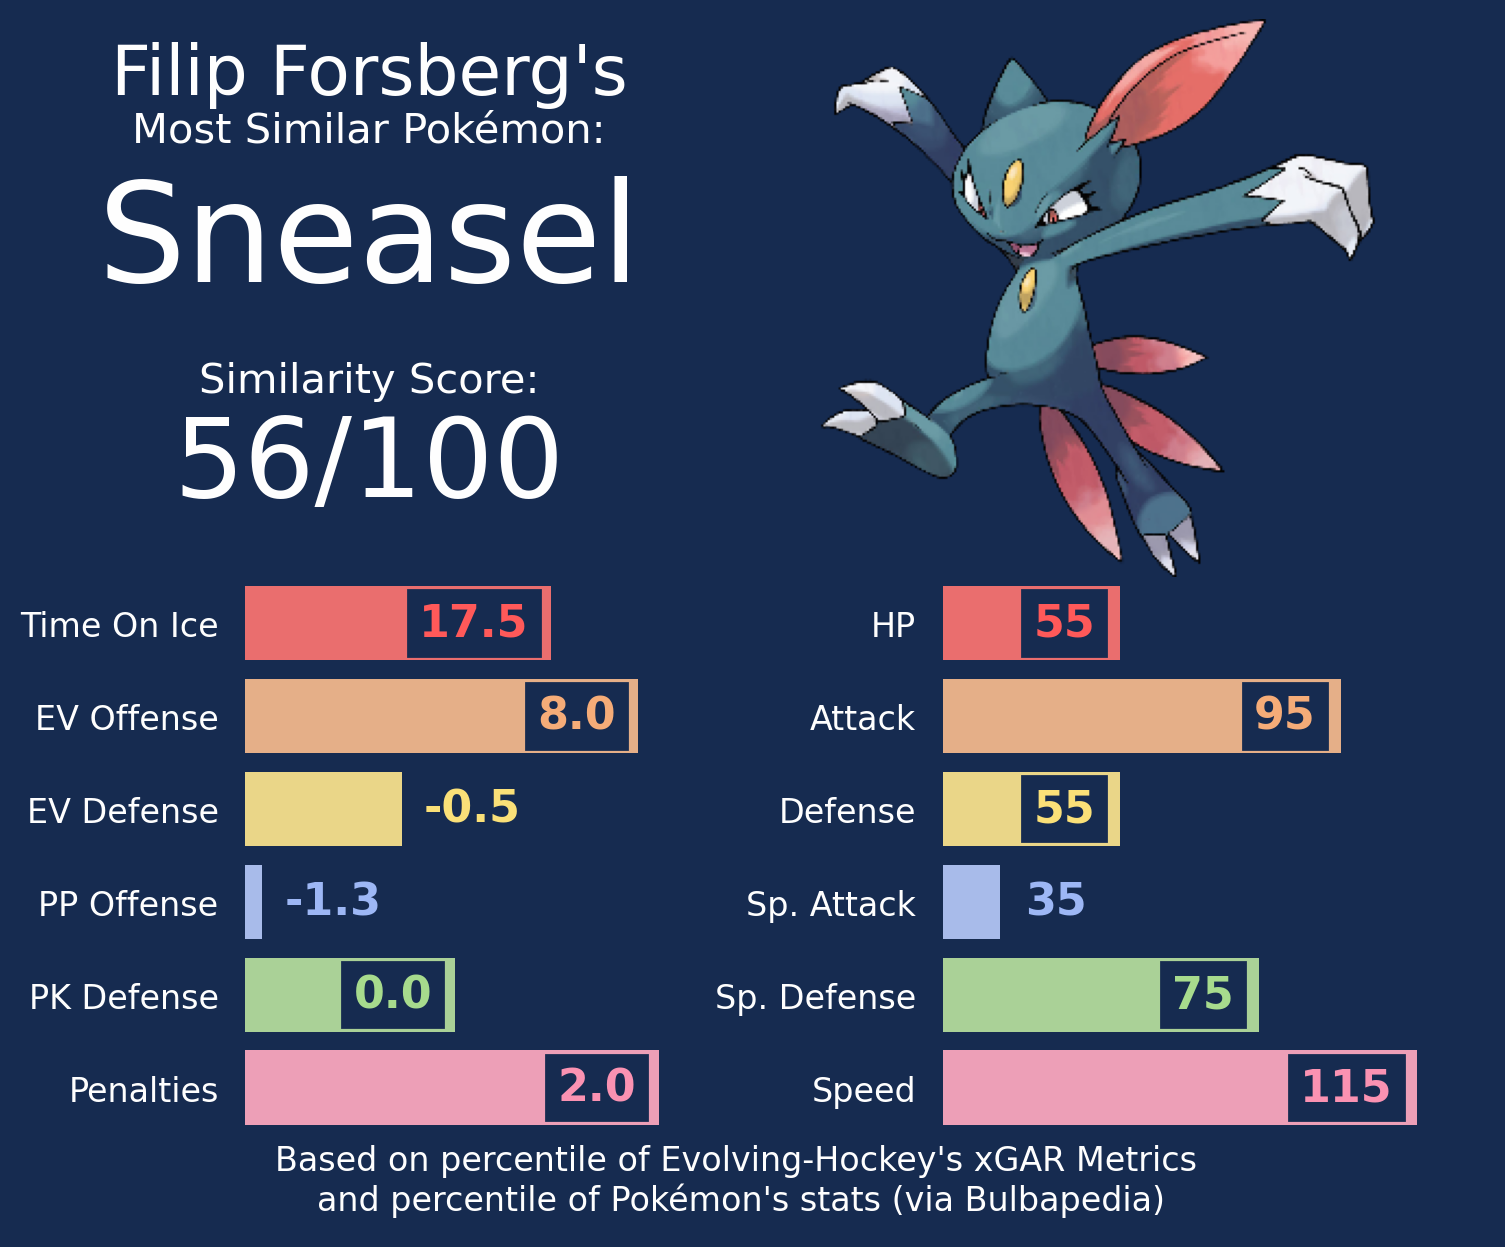 Filip Forsberg's
Most Similar Pokémon:
Sneasel
Similarity Score:
56/100
Time On Ice 17.5
EV Offense 8.0
EV Defense -0.5
PP Offense -1.3
PK Defense 0.0
Penalties 2.0
HP 55
Attack 95
Defense 55
Sp. Attack 35
Sp. Defense 75
Speed 115
Based on percentile of Evolving-Hockey's xGAR Metrics
and percentile of Pokémon's stats (via Bulbapedia)